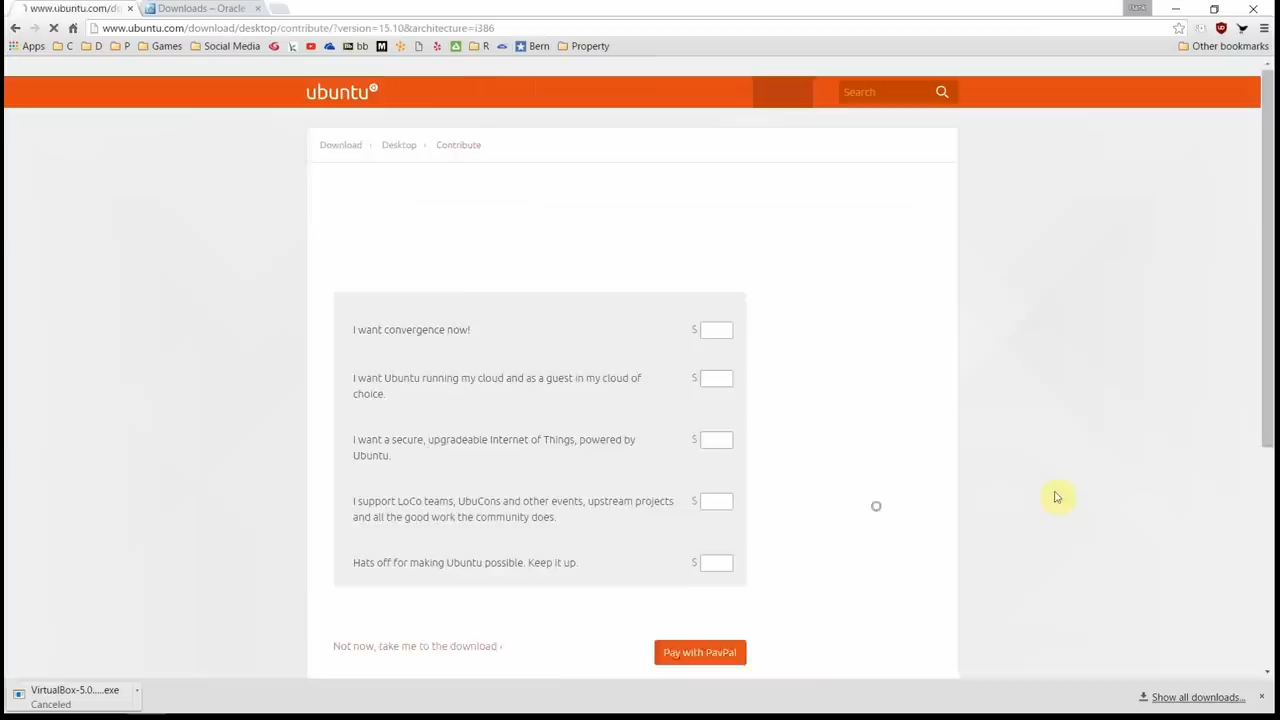 www.ubuntu.com/do
Downloads – Oracle
www.ubuntu.com/download/desktop/contribute/?version=15.10&architecture=i386
Apps C D P Games Social Media bb R Bern Property Other bookmarks
ubuntu Search
Download › Desktop › Contribute
I want convergence now! $
I want Ubuntu running my cloud and as a guest in my cloud of $
choice.
I want a secure, upgradeable Internet of Things, powered by $
Ubuntu.
I support LoCo teams, UbuCons and other events, upstream projects $
and all the good work the community does.
Hats off for making Ubuntu possible. Keep it up. $
Not now, take me to the download ›
Pay with PayPal
VirtualBox-5.0.....exe
Canceled
Show all downloads...